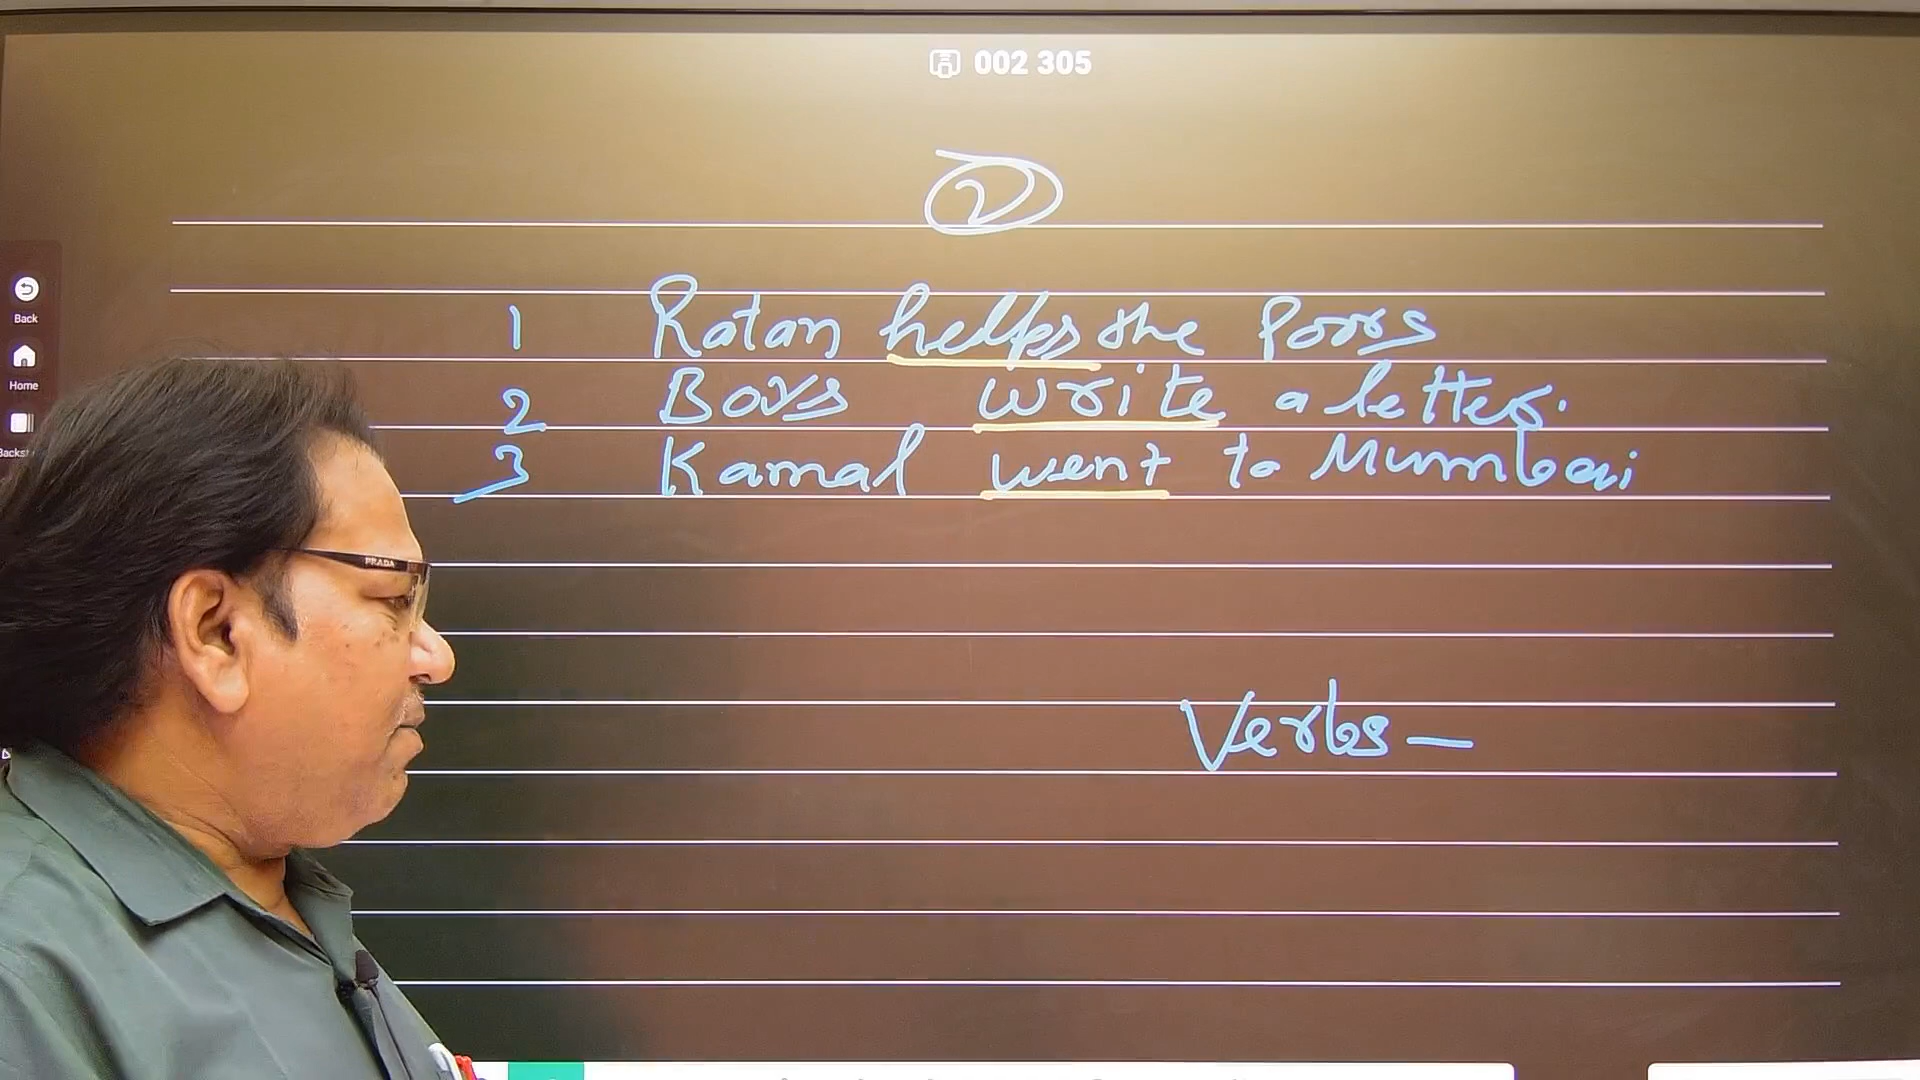 002 305
2
Back
1 Ratan helps the Poors
Home
2 Boys write a letter.
3 Kamal went to Mumbai
PRADA
Verbs —